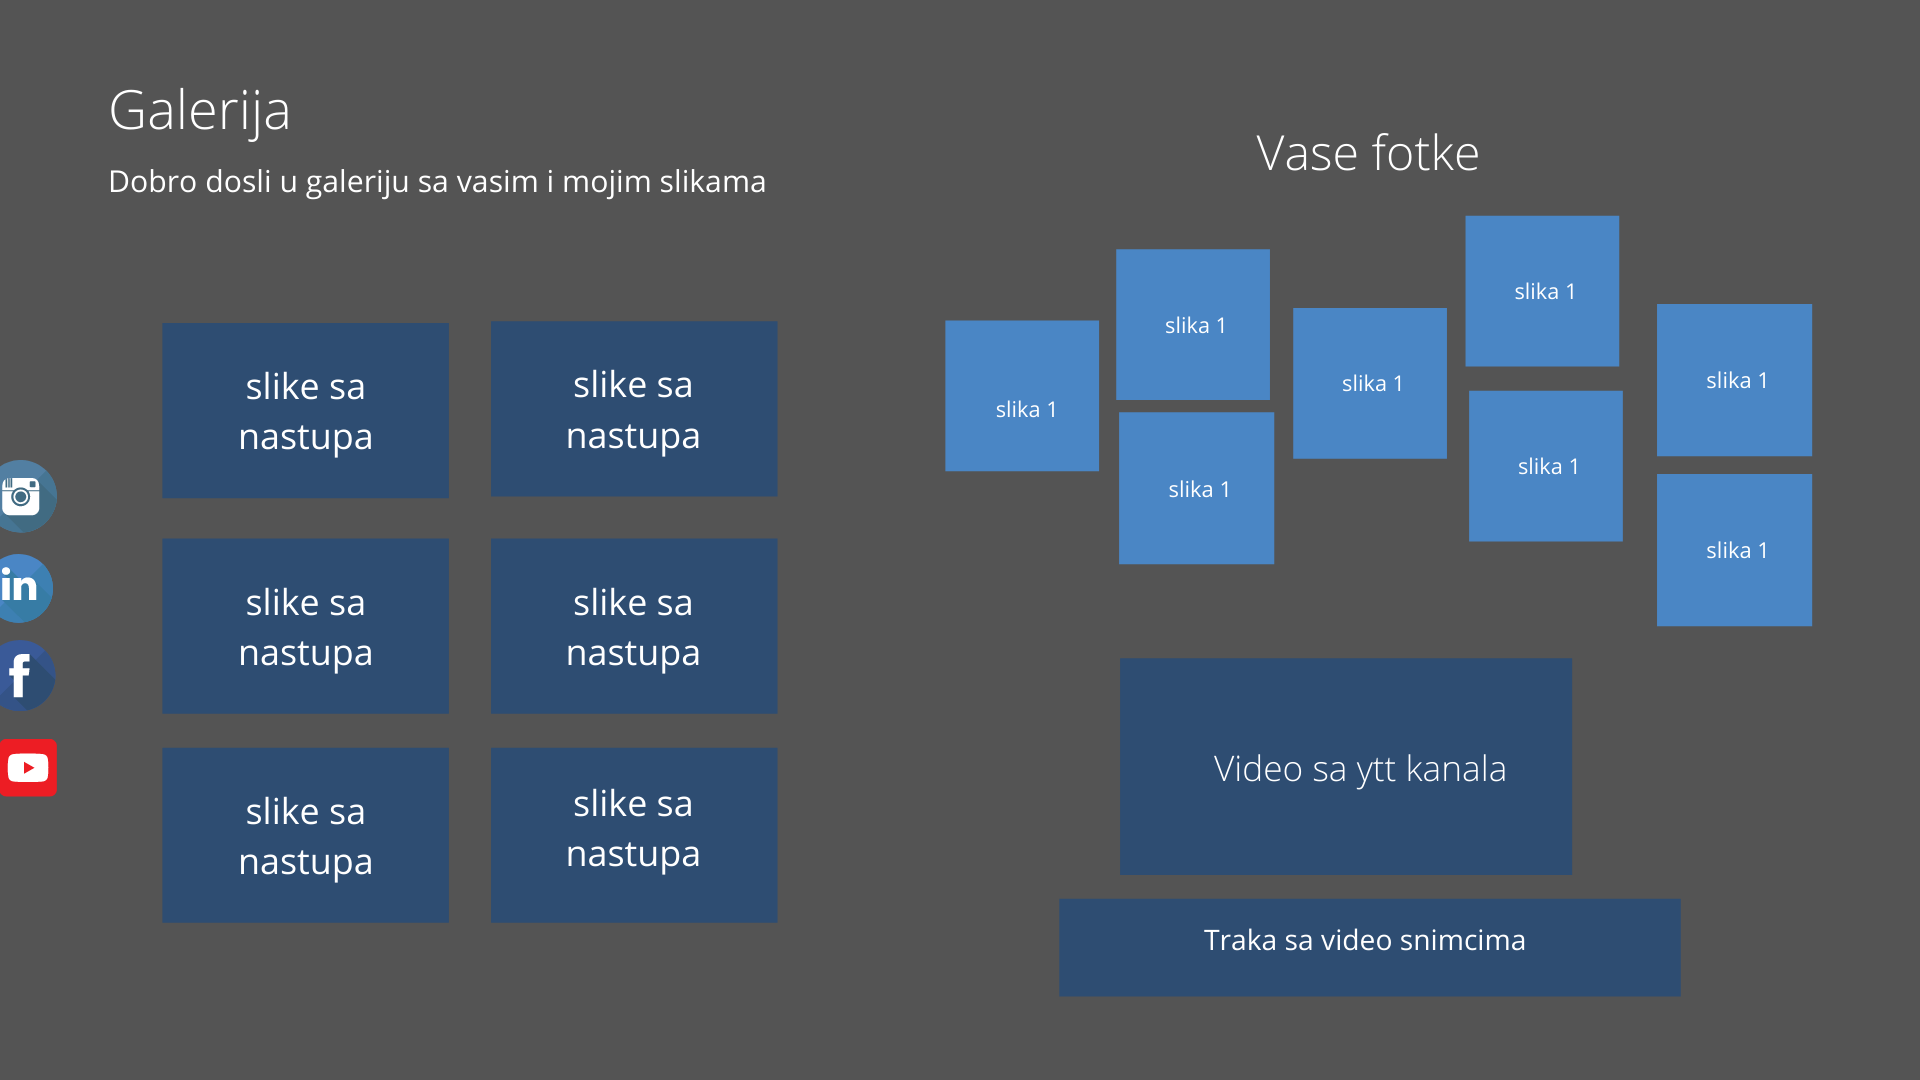 Galerija
Dobro dosli u galeriju sa vasim i mojim slikama
slike sa
nastupa
slike sa
nastupa
slike sa
nastupa
slike sa
nastupa
slike sa
nastupa
slike sa
nastupa
in
f
Vase fotke
slika 1
slika 1
slika 1
slika 1
slika 1
slika 1
slika 1
slika 1
Video sa ytt kanala
Traka sa video snimcima